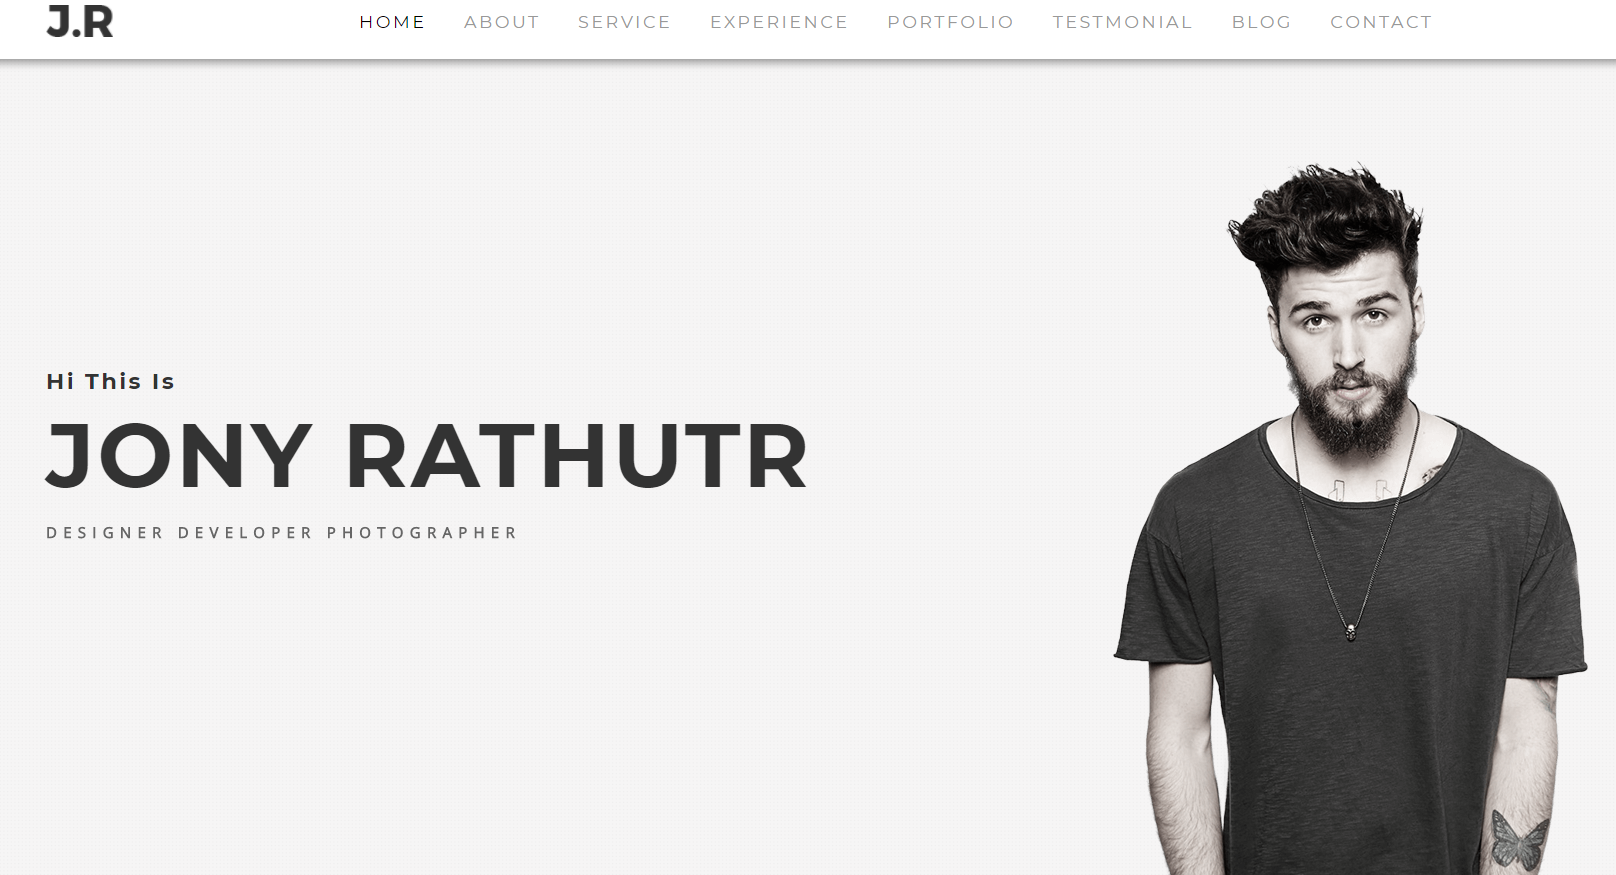 J.R
HOME ABOUT SERVICE EXPERIENCE PORTFOLIO TESTMONIAL BLOG CONTACT
Hi This Is
JONY RATHUTR
DESIGNER DEVELOPER PHOTOGRAPHER